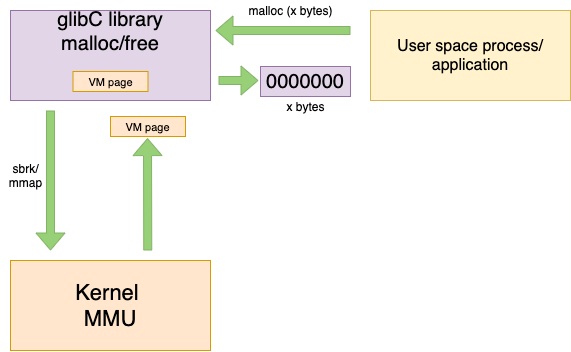 glibC library
malloc/free
VM page
malloc (x bytes)
0000000
x bytes
User space process/
application
VM page
sbrk/
mmap
Kernel
MMU